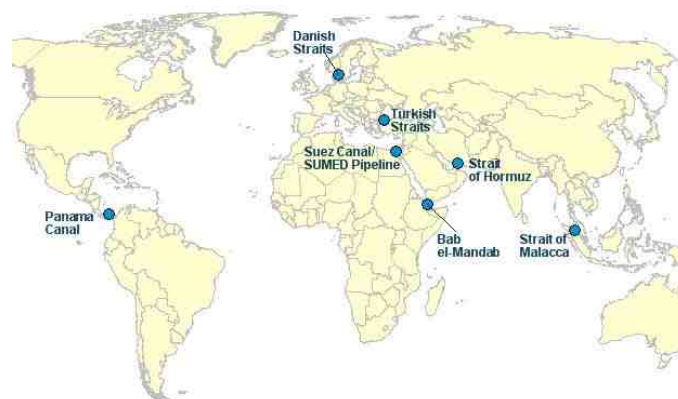 Danish
Straits
Turkish
Straits
Suez Canal/
SUMED Pipeline
Strait
of Hormuz
Panama
Canal
Bab
el-Mandab
Strait of
Malacca